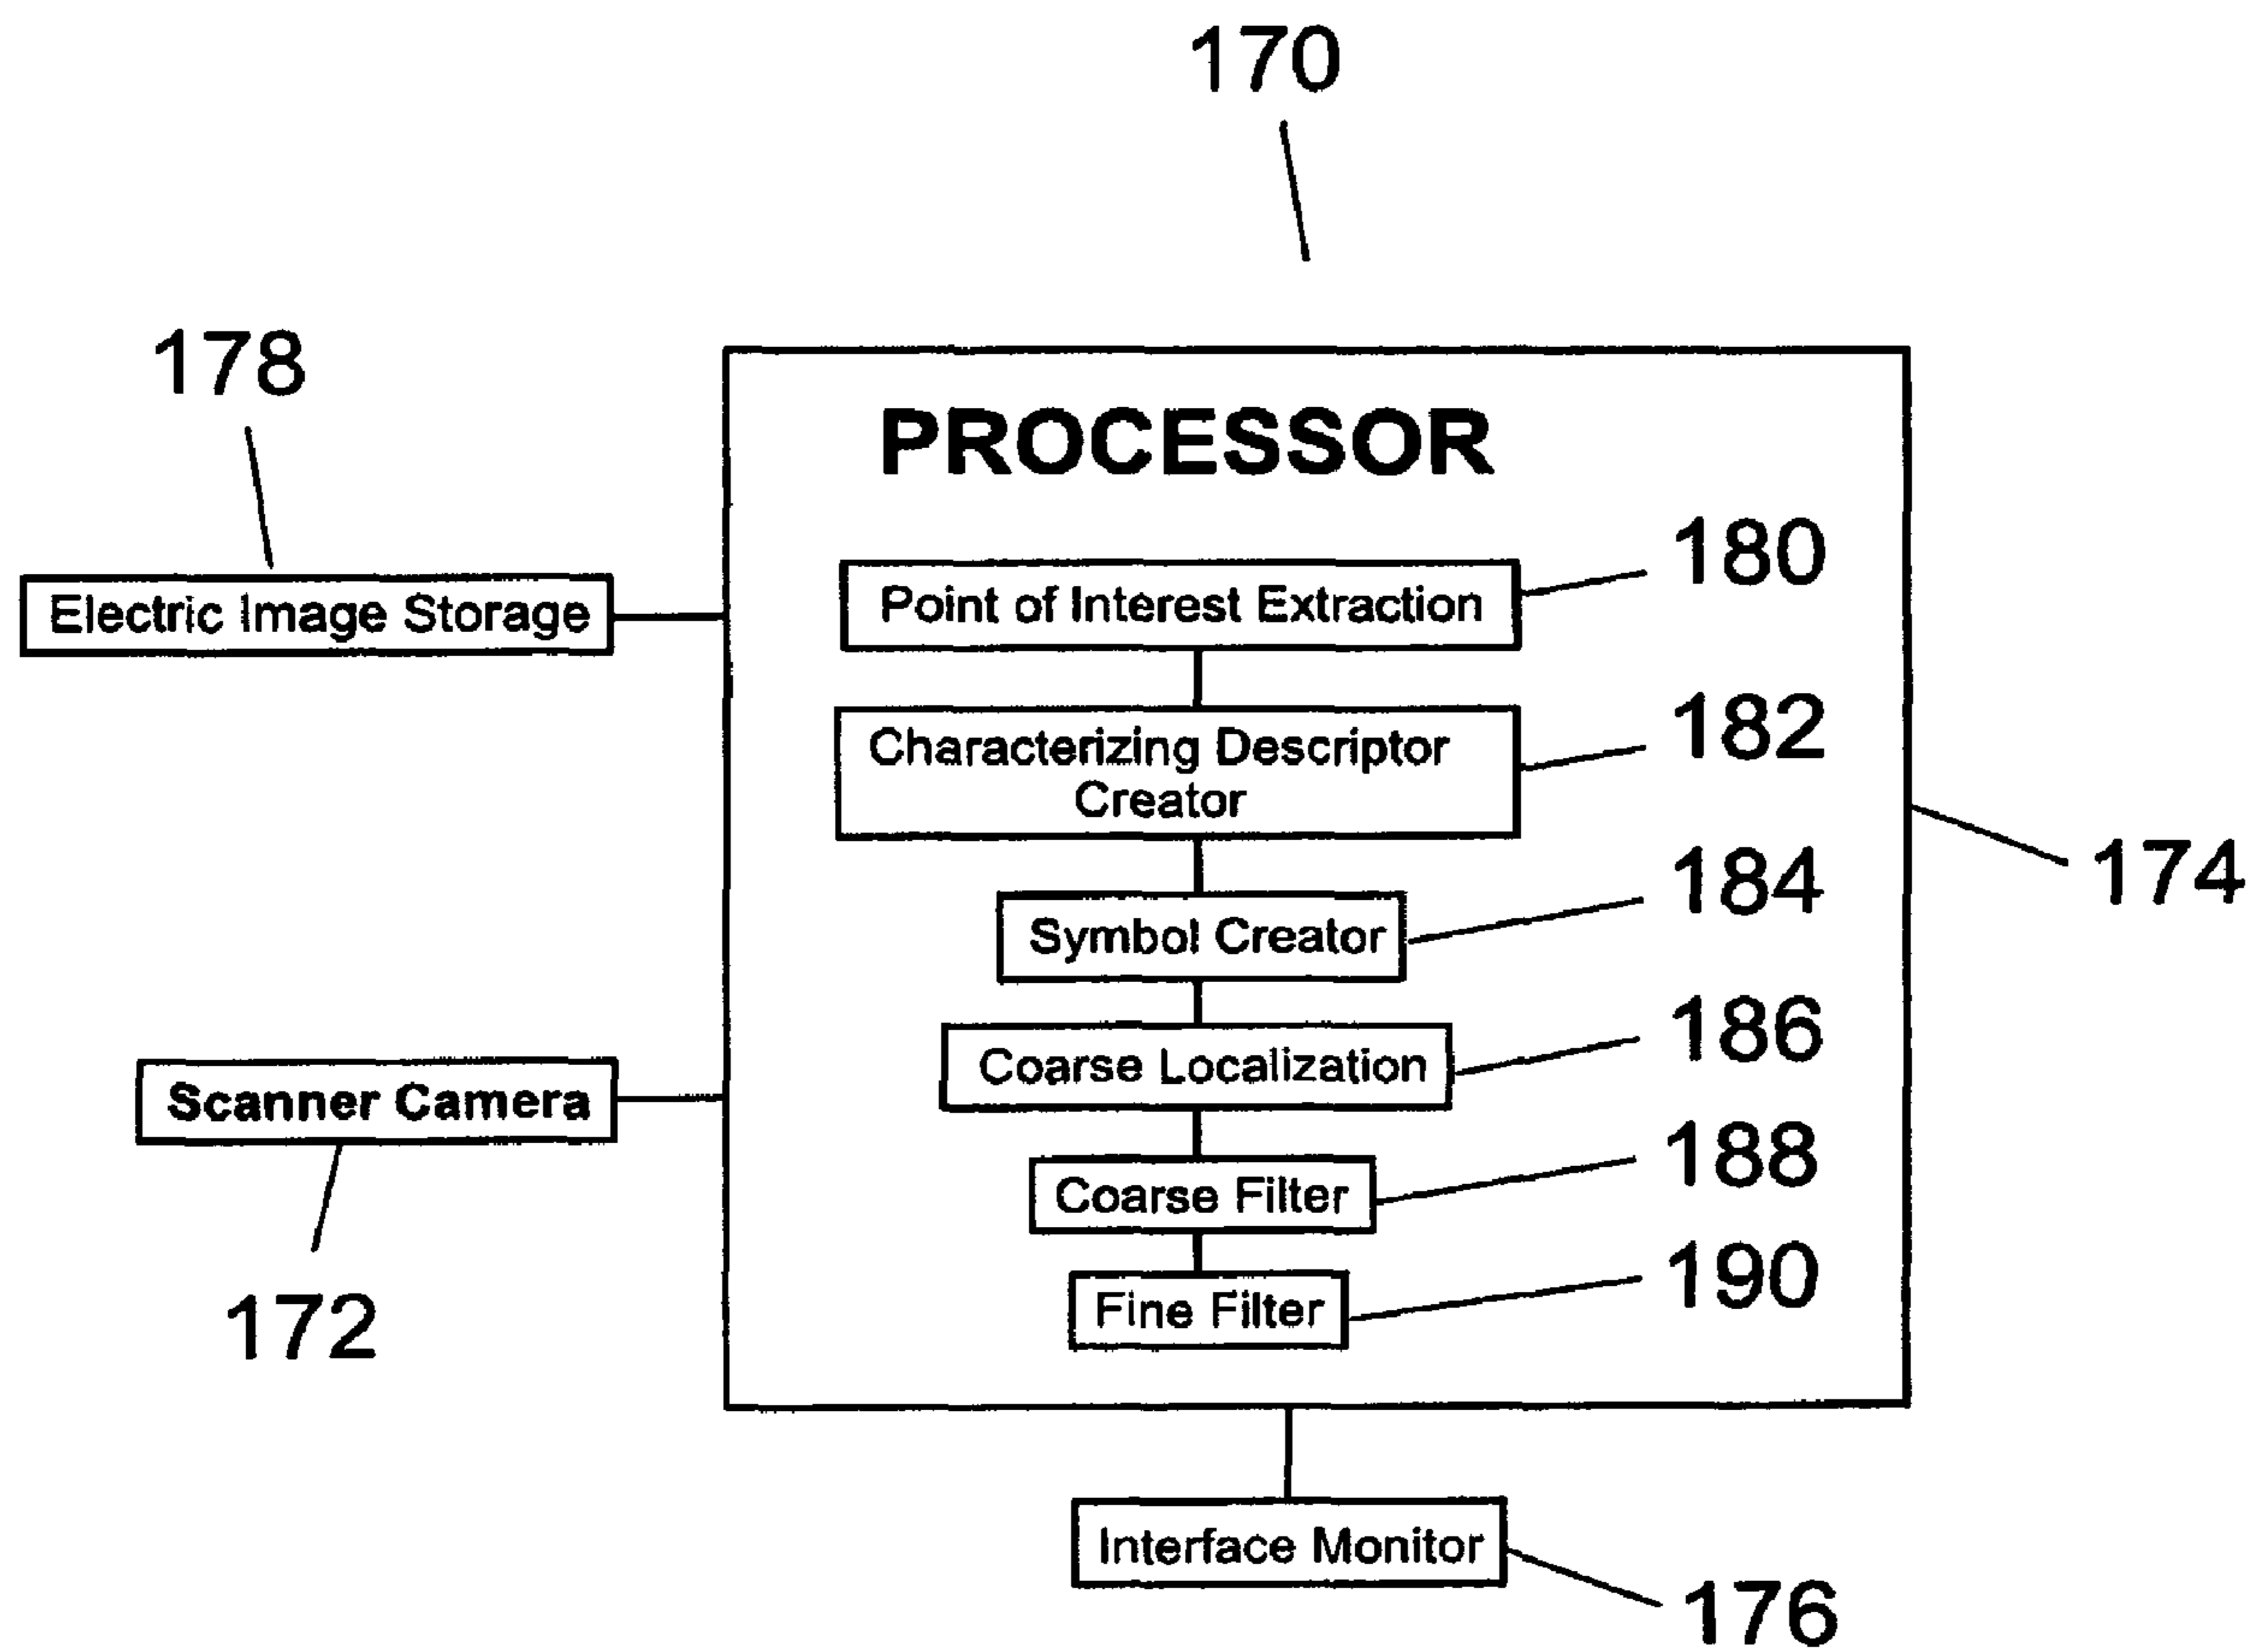 170
178
PROCESSOR
180
Point of Interest Extraction
Electric Image Storage
182
Characterizing Descriptor
Creator
184
174
Symbol Creator
186
Coarse Localization
Scanner Camera
188
Coarse Filter
190
172
Fine Filter
Interface Monitor
176